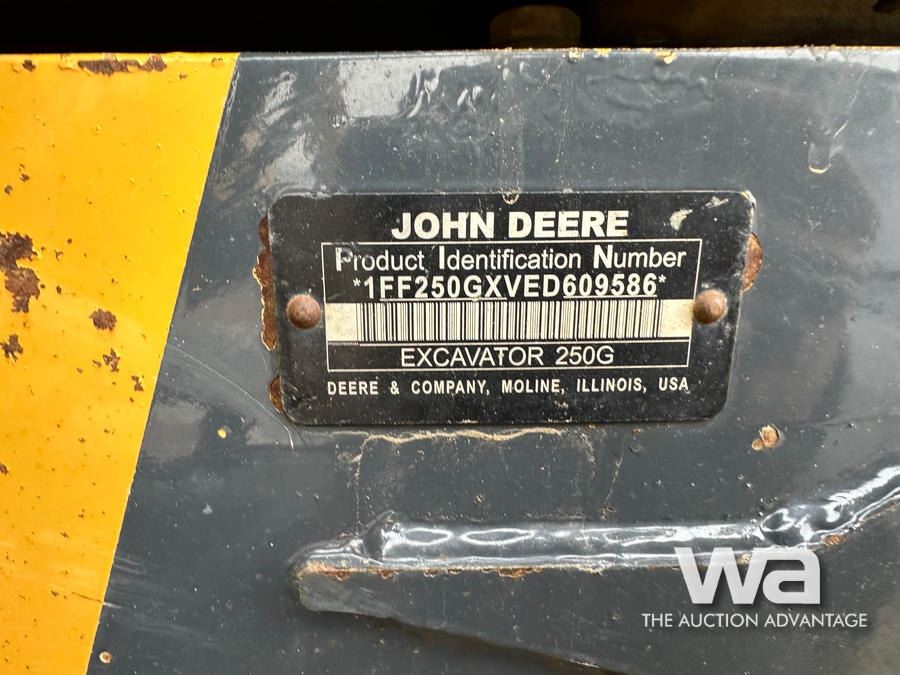 JOHN DEERE
Product Identification Number
*1FF250GXVED609586*
EXCAVATOR 250G
DEERE & COMPANY, MOLINE, ILLINOIS, USA
wa
THE AUCTION ADVANTAGE